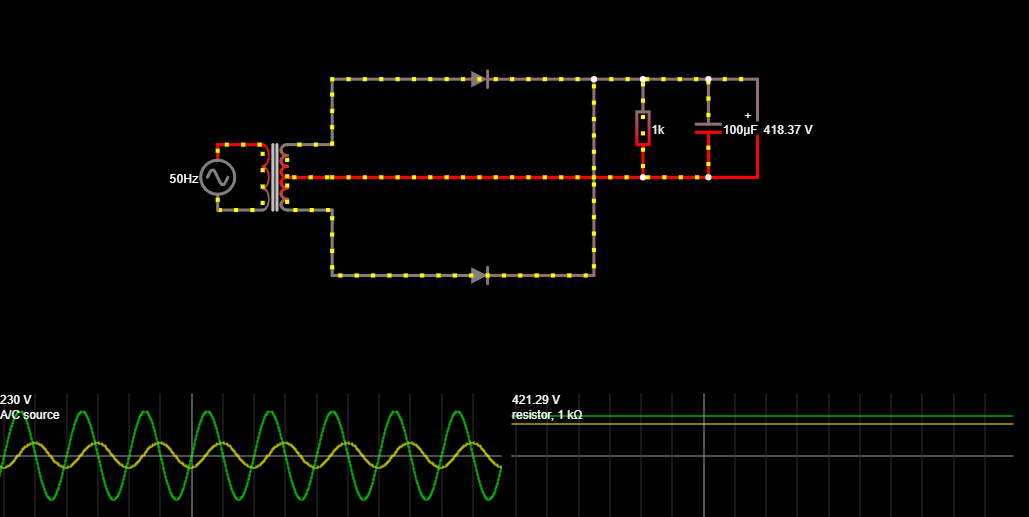 +
50Hz
1k
100µF
418.37 V
230 V
A/C source
421.29 V
resistor, 1 kΩ